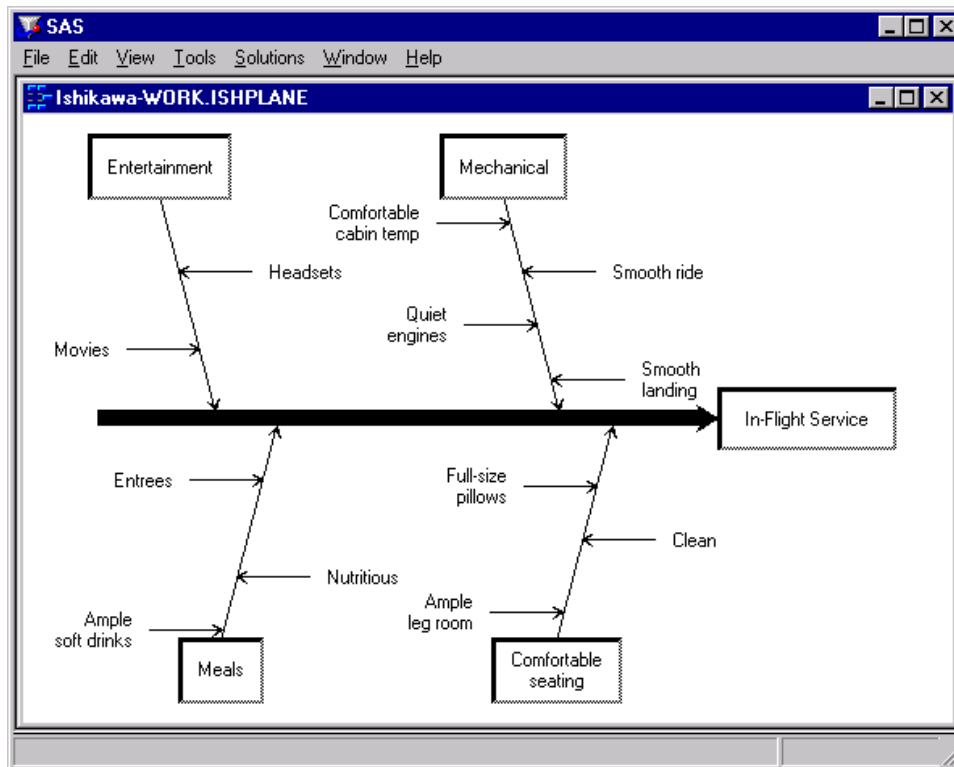 SAS
File Edit View Tools Solutions Window Help
Ishikawa-WORK.ISHPLANE
Entertainment
Mechanical
Comfortable
cabin temp
Headsets
Smooth ride
Quiet
engines
Movies
Smooth
landing
In-Flight Service
Entrees
Full-size
pillows
Clean
Nutritious
Ample
leg room
Ample
soft drinks
Meals
Comfortable
seating